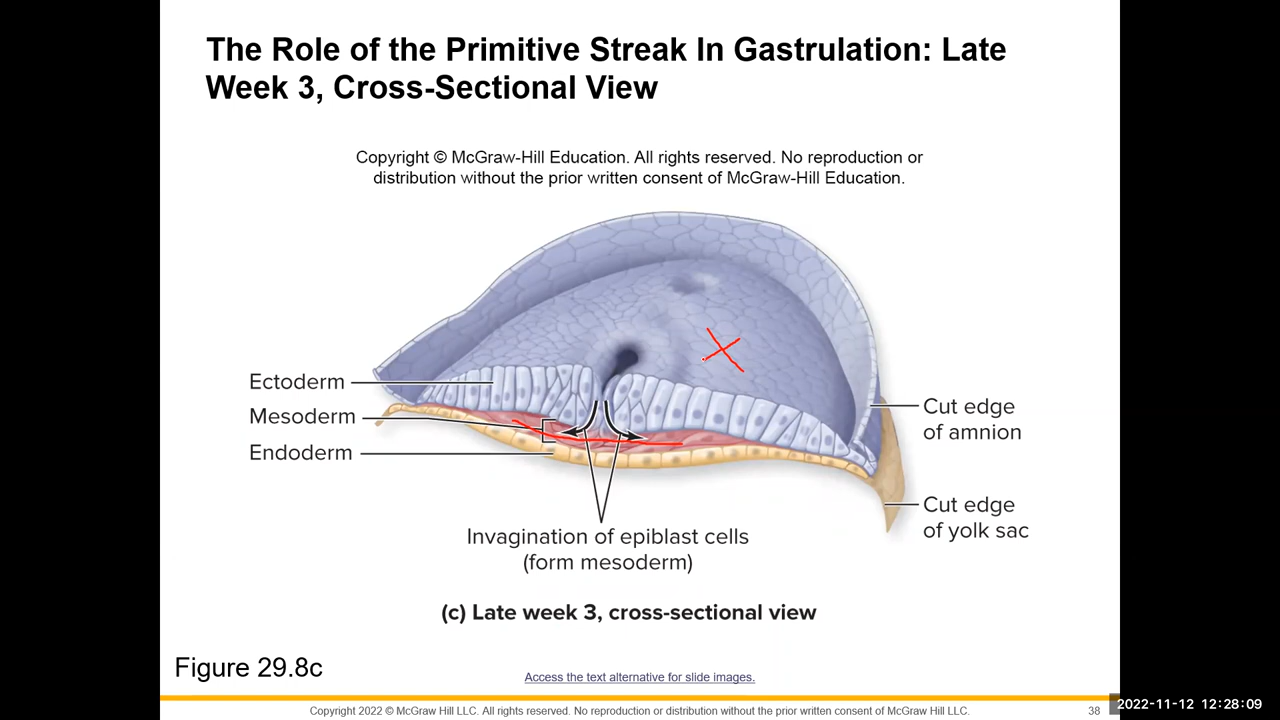 The Role of the Primitive Streak In Gastrulation: Late
Week 3, Cross-Sectional View
Copyright © McGraw-Hill Education. All rights reserved. No reproduction or
distribution without the prior written consent of McGraw-Hill Education.
Ectoderm
Mesoderm
Endoderm
Cut edge
of amnion
Cut edge
of yolk sac
Invagination of epiblast cells
(form mesoderm)
(c) Late week 3, cross-sectional view
Figure 29.8c
Access the text alternative for slide images.
Copyright 2022 © McGraw Hill LLC. All rights reserved. No reproduction or distribution without the prior written consent of McGraw Hill LLC.
38
2022-11-12 12:28:09